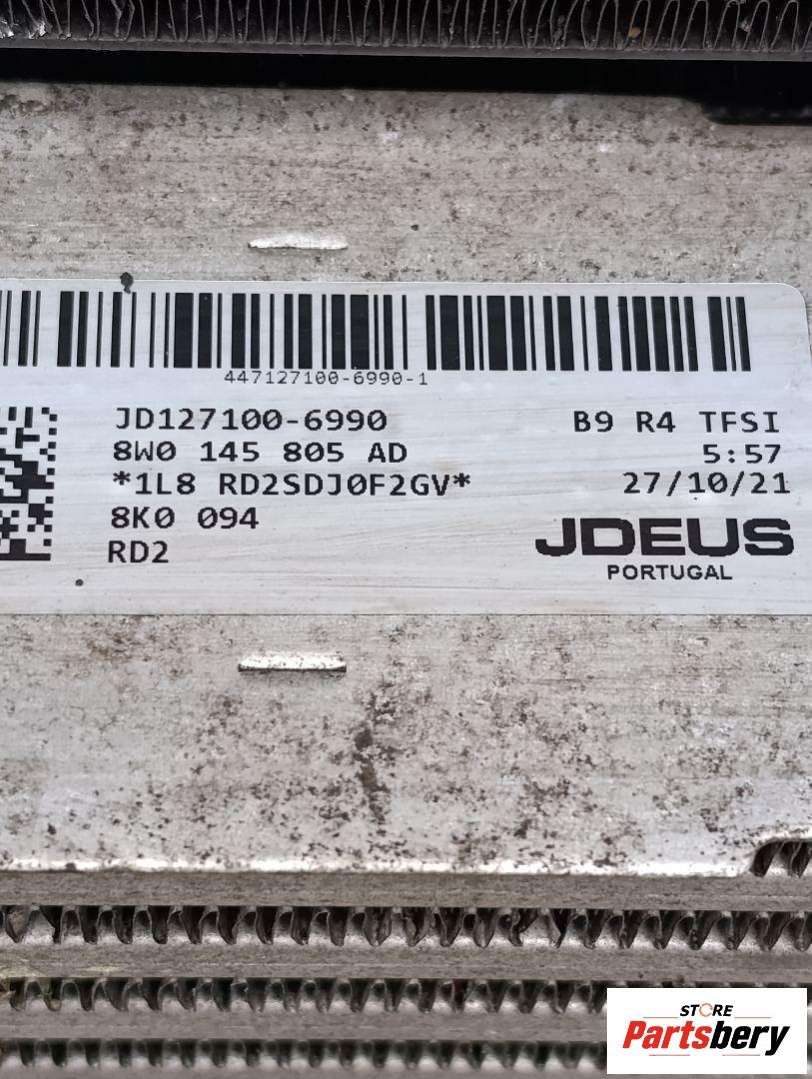 447127100-6990-1
JD127100-6990
8W0 145 805 AD
*1L8 RD2SDJ0F2GV*
8K0 094
RD2
B9 R4 TFSI
5:57
27/10/21
JDEUS
PORTUGAL
STORE
Partsbery